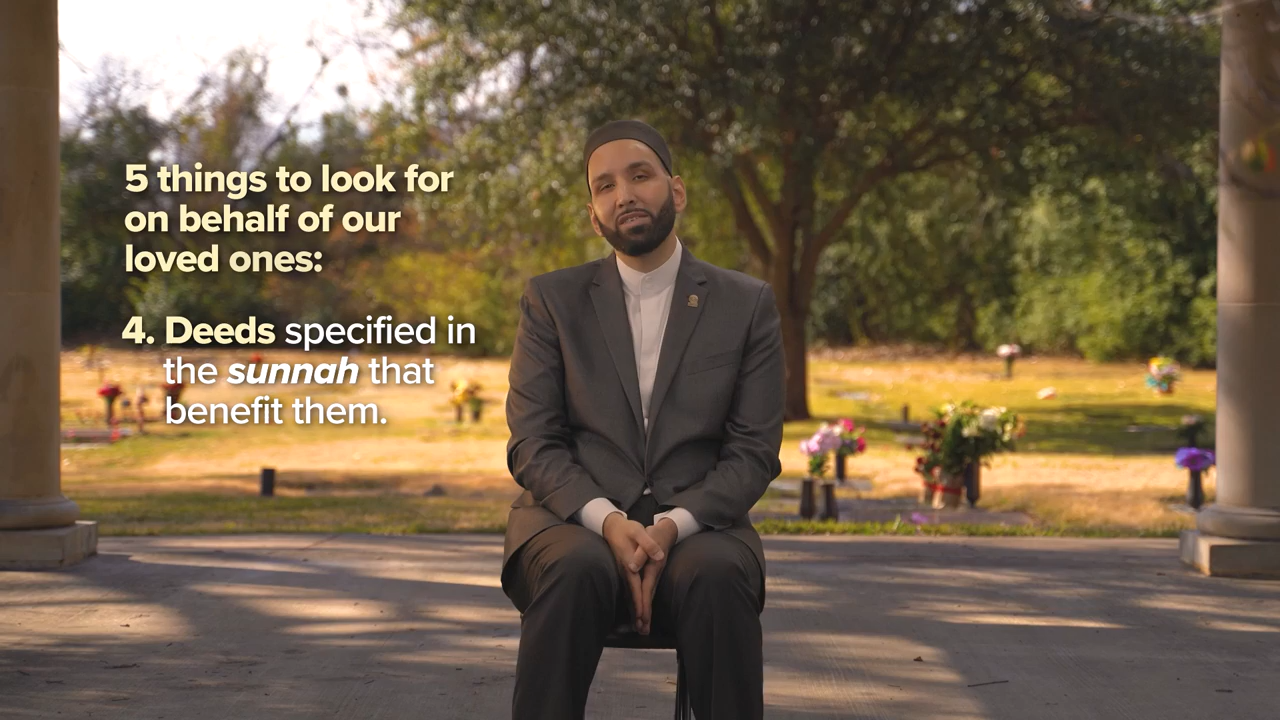 5 things to look for
on behalf of our
loved ones:
4. Deeds specified in
the sunnah that
benefit them.